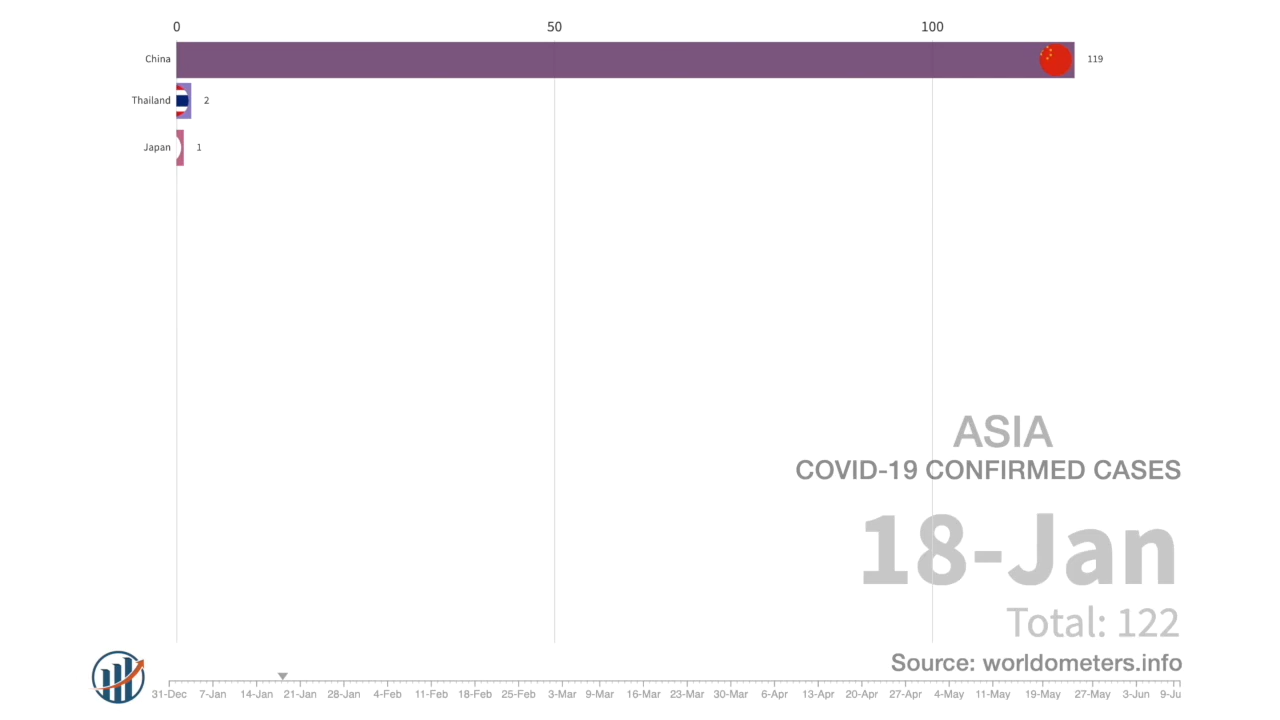 0 50 100
China 119
Thailand 2
Japan 1
ASIA
COVID-19 CONFIRMED CASES
18-Jan
Total: 122
Source: worldometers.info
31-Dec 7-Jan 14-Jan 21-Jan 28-Jan 4-Feb 11-Feb 18-Feb 25-Feb 3-Mar 9-Mar 16-Mar 23-Mar 30-Mar 6-Apr 13-Apr 20-Apr 27-Apr 4-May 11-May 19-May 27-May 3-Jun 9-Ju